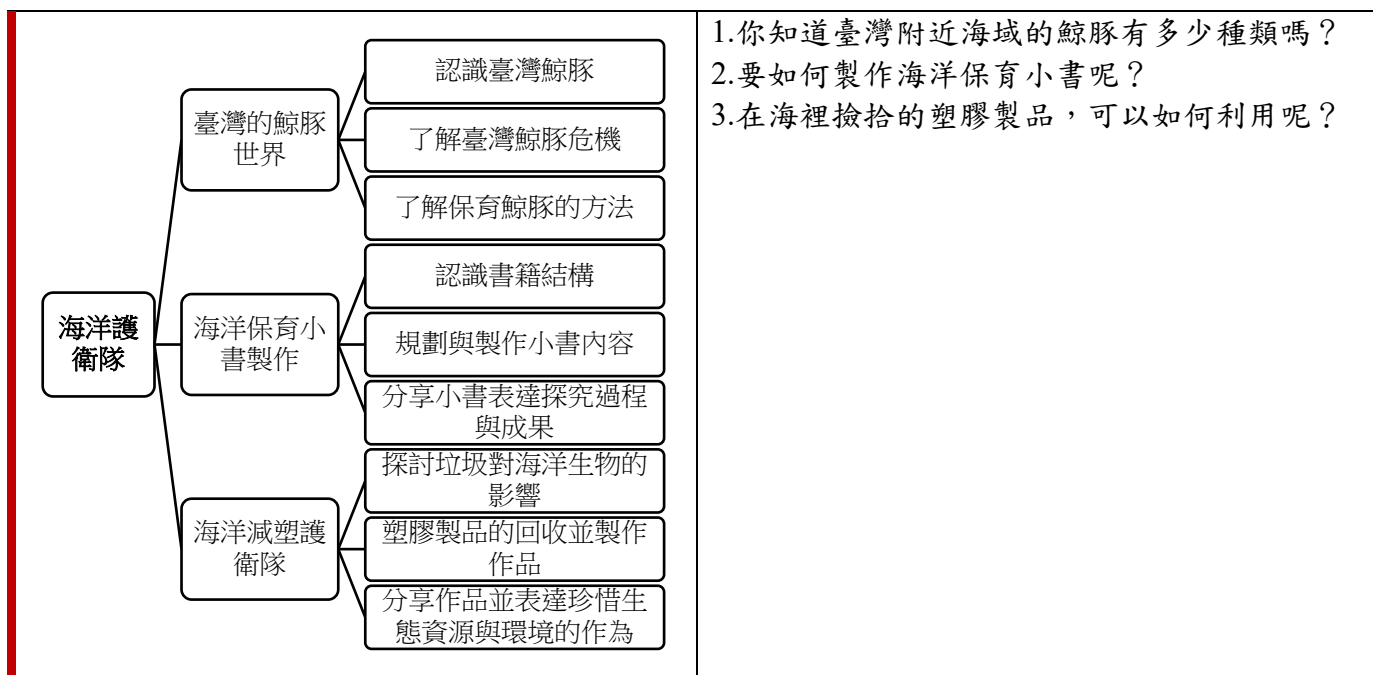 海洋護
衛隊
臺灣的鯨豚
世界
認識臺灣鯨豚
了解臺灣鯨豚危機
了解保育鯨豚的方法
海洋保育小
書製作
認識書籍結構
規劃與製作小書內容
分享小書表達探究過程
與成果
海洋減塑護
衛隊
探討垃圾對海洋生物的
影響
塑膠製品的回收並製作
作品
分享作品並表達珍惜生
態資源與環境的作為
1.你知道臺灣附近海域的鯨豚有多少種類嗎？
2.要如何製作海洋保育小書呢？
3.在海裡撿拾的塑膠製品，可以如何利用呢？